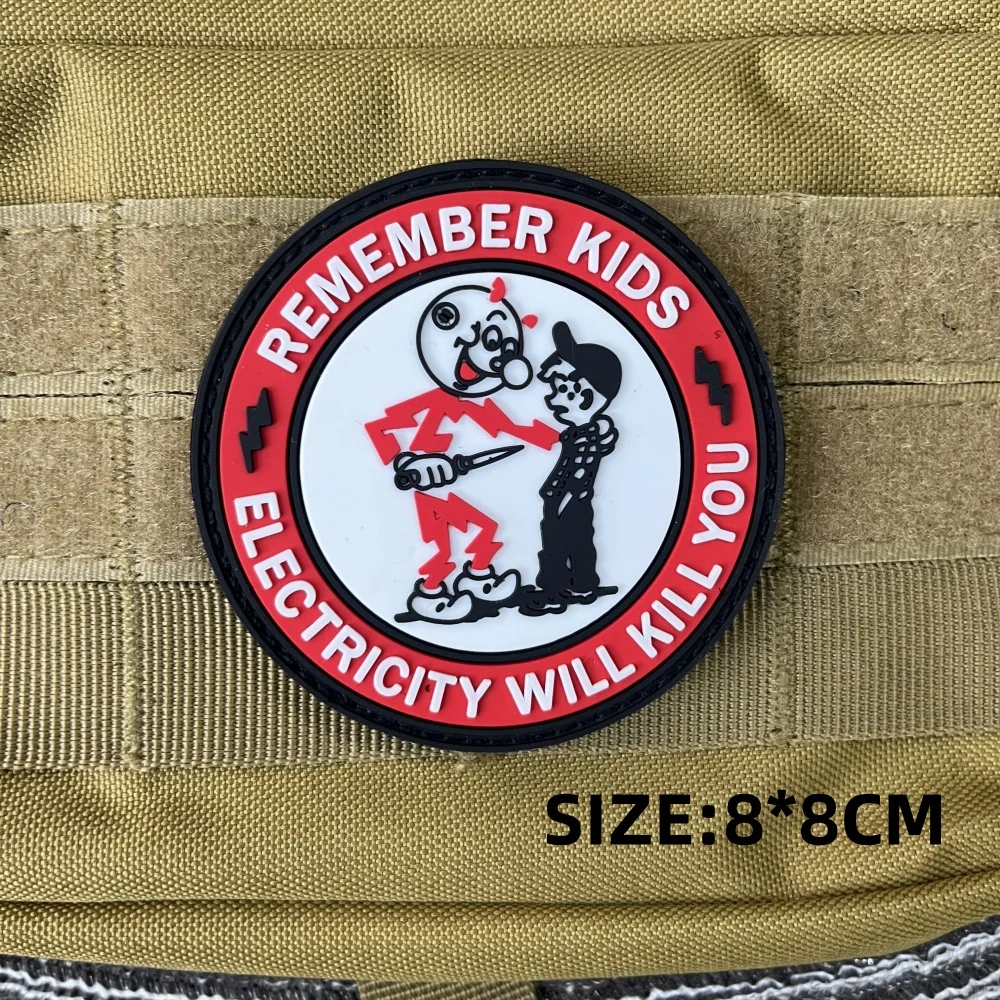 REMEMBER KIDS
ELECTRICITY WILL KILL YOU
SIZE:8*8CM